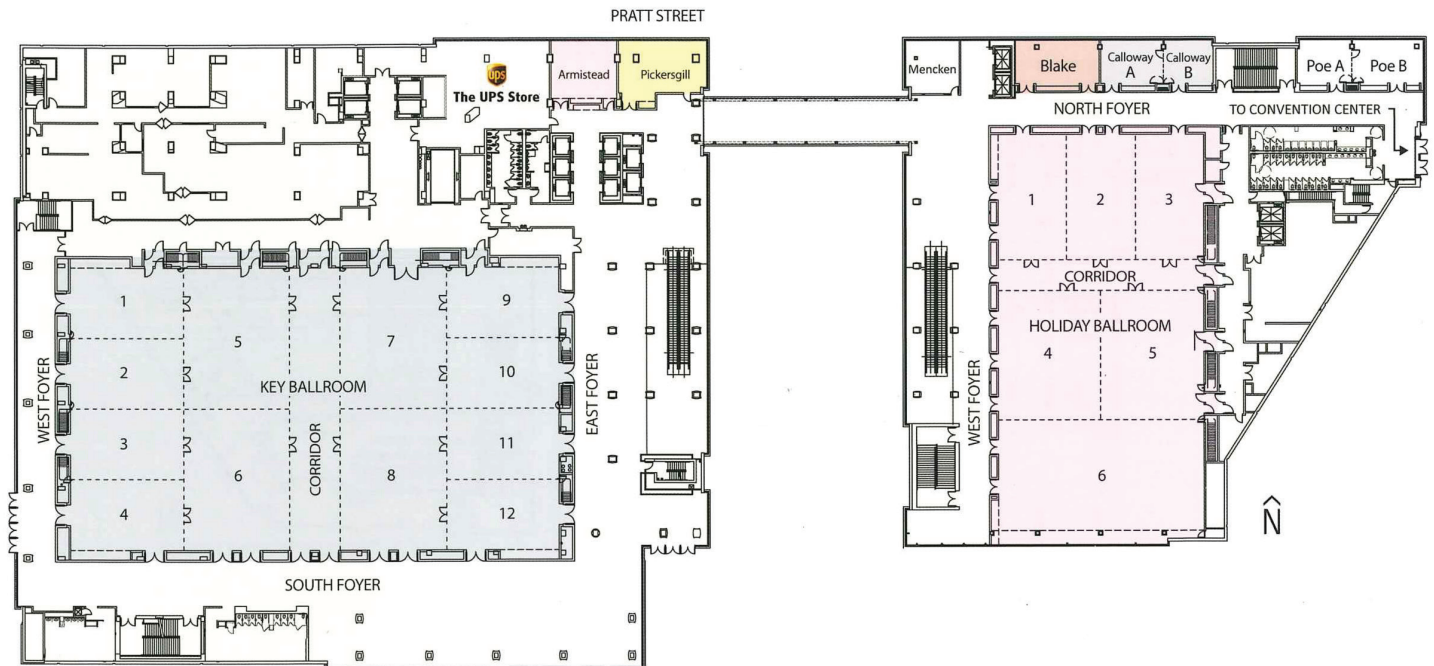 PRATT STREET
ups
The UPS Store
Armistead
Pickersgill
Mencken
Blake
Calloway
A
Calloway
B
Poe A
Poe B
NORTH FOYER
TO CONVENTION CENTER
1
2
3
CORRIDOR
HOLIDAY BALLROOM
4
5
6
WEST FOYER
N
1
2
3
4
5
6
7
8
9
10
11
12
KEY BALLROOM
CORRIDOR
WEST FOYER
EAST FOYER
SOUTH FOYER